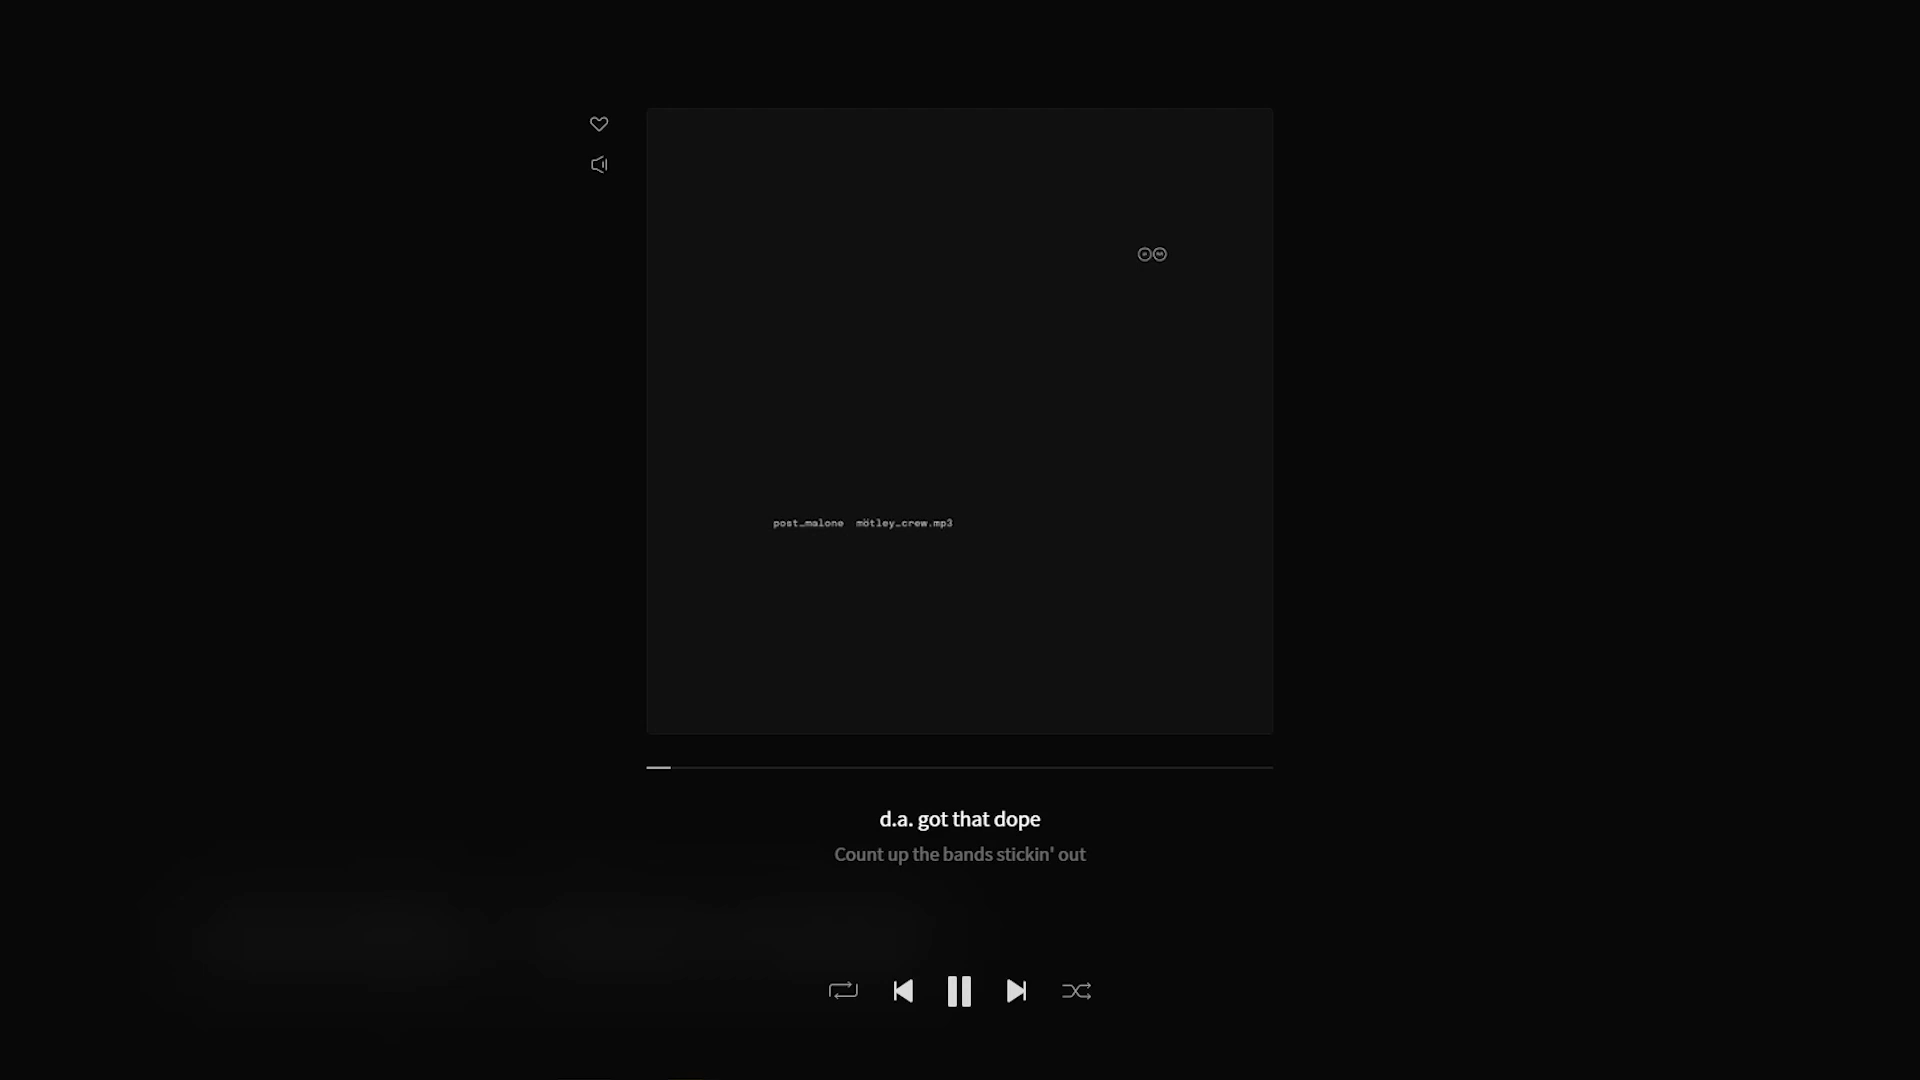 post_malone mötley_crew.mp3
d.a. got that dope
Count up the bands stickin' out